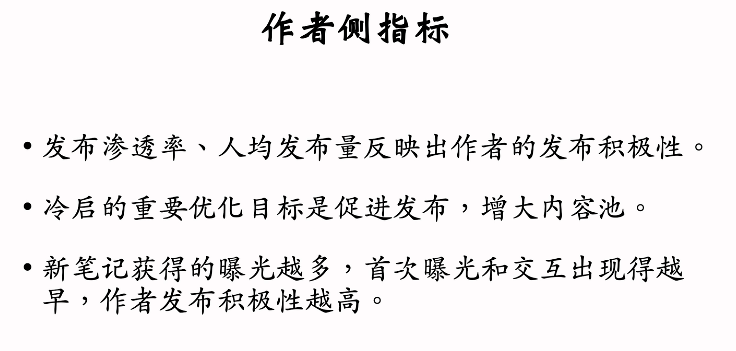 作者侧指标
• 发布渗透率、人均发布量反映出作者的发布积极性。
• 冷启的重要优化目标是促进发布，增大内容池。
• 新笔记获得的曝光越多，首次曝光和交互出现得越
早，作者发布积极性越高。